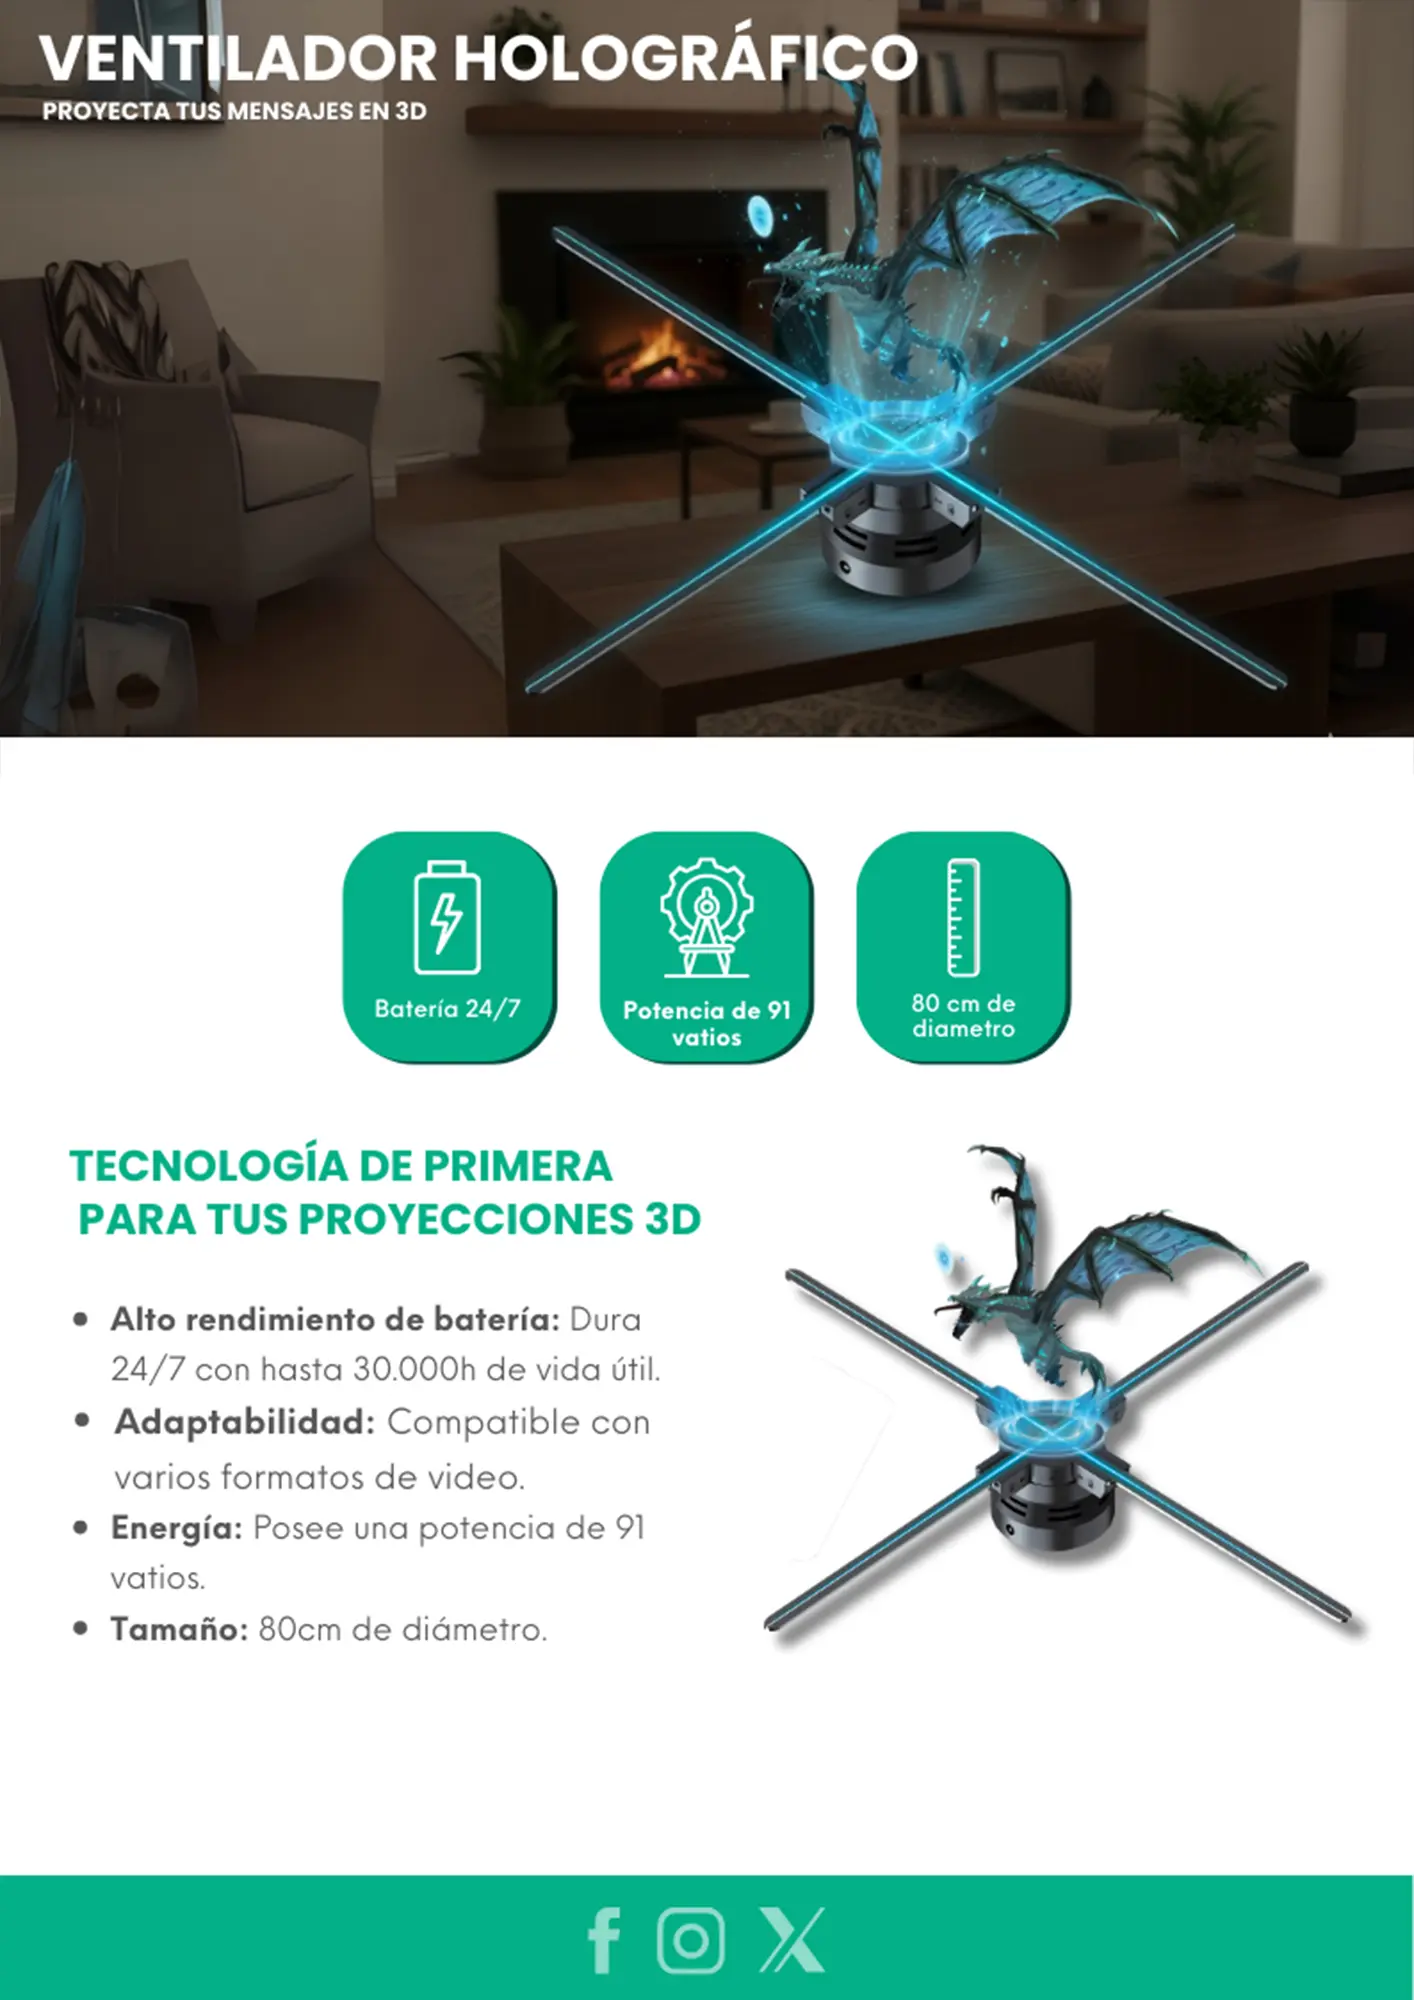 VENTILADOR HOLOGRÁFICO
PROYECTA TUS MENSAJES EN 3D
Batería 24/7
Potencia de 91
vatios
80 cm de
diametro
TECNOLOGÍA DE PRIMERA
PARA TUS PROYECCIONES 3D
• Alto rendimiento de batería: Dura
24/7 con hasta 30.000h de vida útil.
• Adaptabilidad: Compatible con
varios formatos de video.
• Energía: Posee una potencia de 91
vatios.
• Tamaño: 80cm de diámetro.